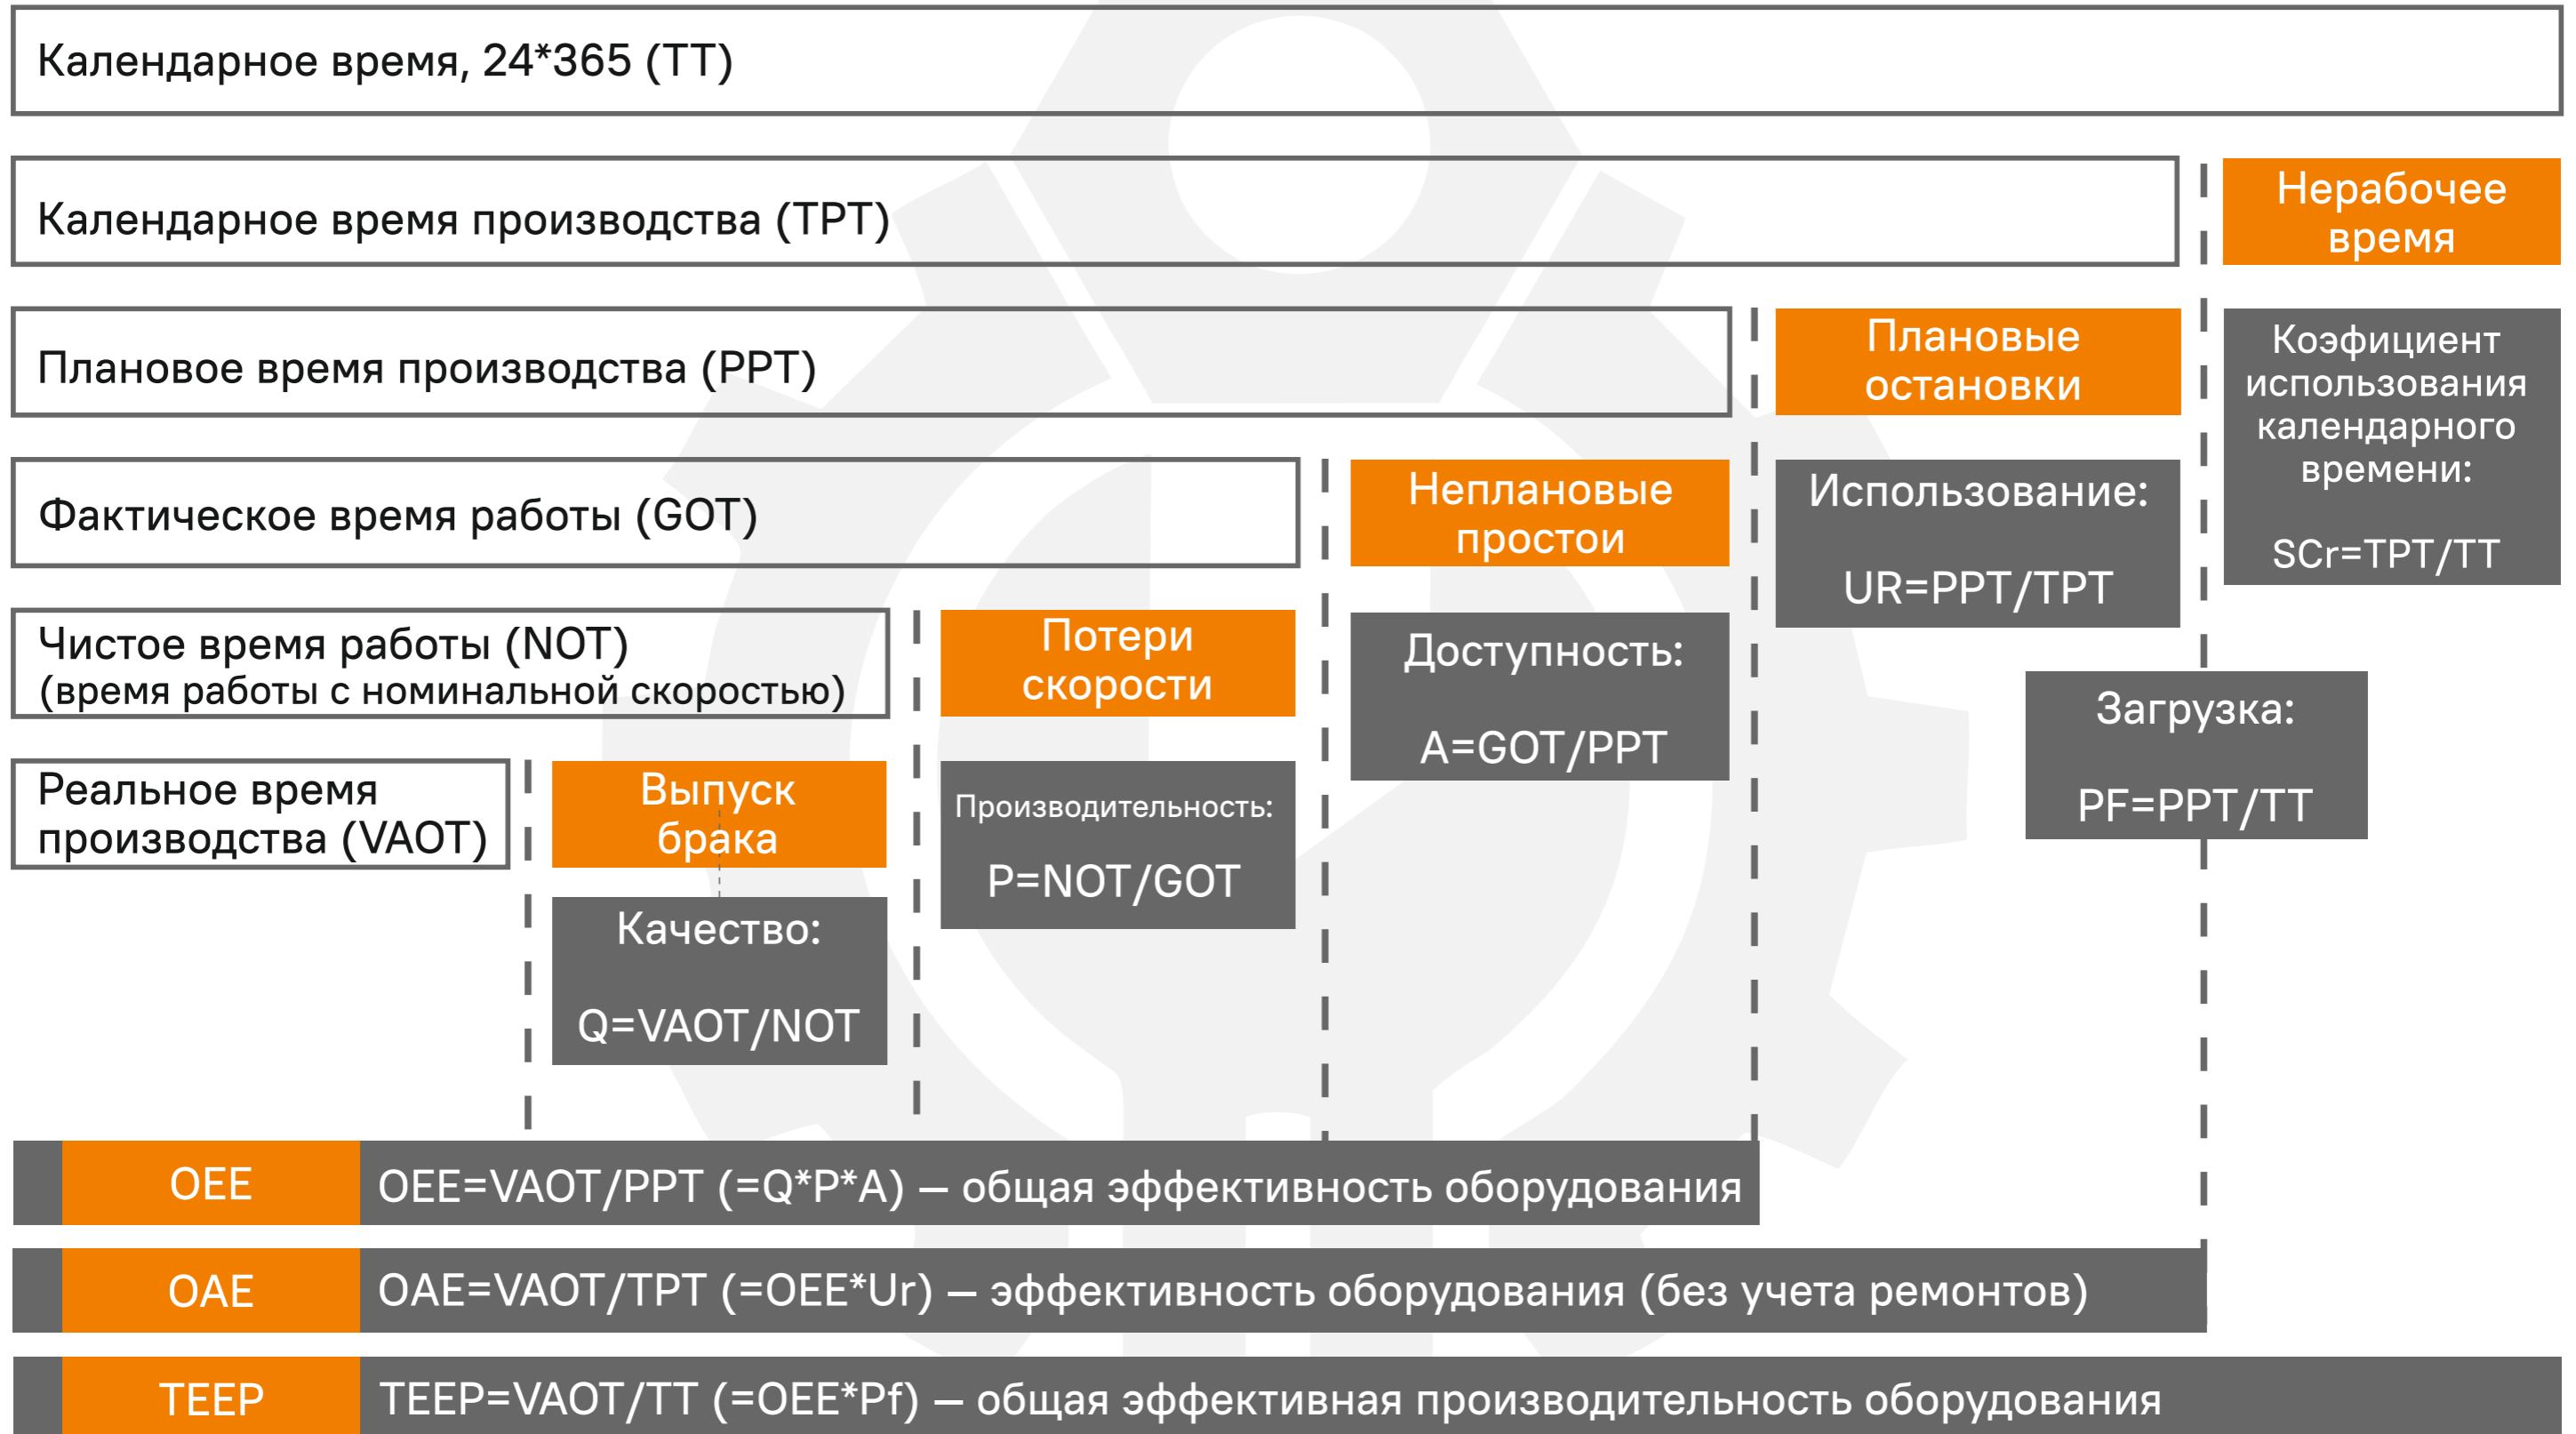 Календарное время, 24*365 (TT)
Календарное время производства (TPT)
Нерабочее
время
Плановое время производства (PPT)
Плановые
остановки
Коэфициент
использования
календарного
времени:
SCr=TPT/TT
Фактическое время работы (GOT)
Неплановые
простои
Использование:
UR=PPT/TPT
Чистое время работы (NOT)
(время работы с номинальной скоростью)
Потери
скорости
Доступность:
A=GOT/PPT
Загрузка:
PF=PPT/TT
Реальное время
производства (VAOT)
Выпуск
брака
Производительность:
P=NOT/GOT
Качество:
Q=VAOT/NOT
OEE
OEE=VAOT/PPT (=Q*P*A) — общая эффективность оборудования
OAE
OAE=VAOT/TPT (=OEE*Ur) — эффективность оборудования (без учета ремонтов)
TEEP
TEEP=VAOT/TT (=OEE*Pf) — общая эффективная производительность оборудования